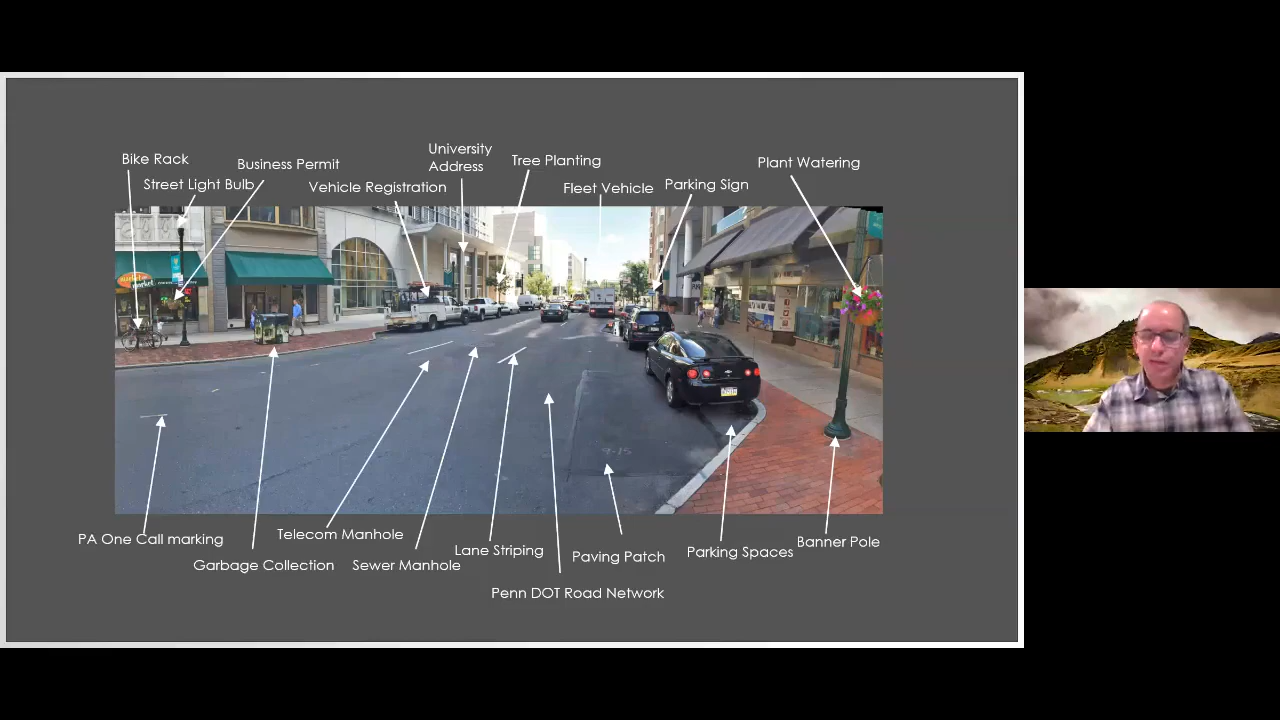 Bike Rack
Street Light Bulb
Business Permit
Vehicle Registration
University
Address
Tree Planting
Fleet Vehicle
Parking Sign
Plant Watering
9-15
PA One Call marking
Garbage Collection
Telecom Manhole
Sewer Manhole
Lane Striping
Penn DOT Road Network
Paving Patch
Parking Spaces
Banner Pole